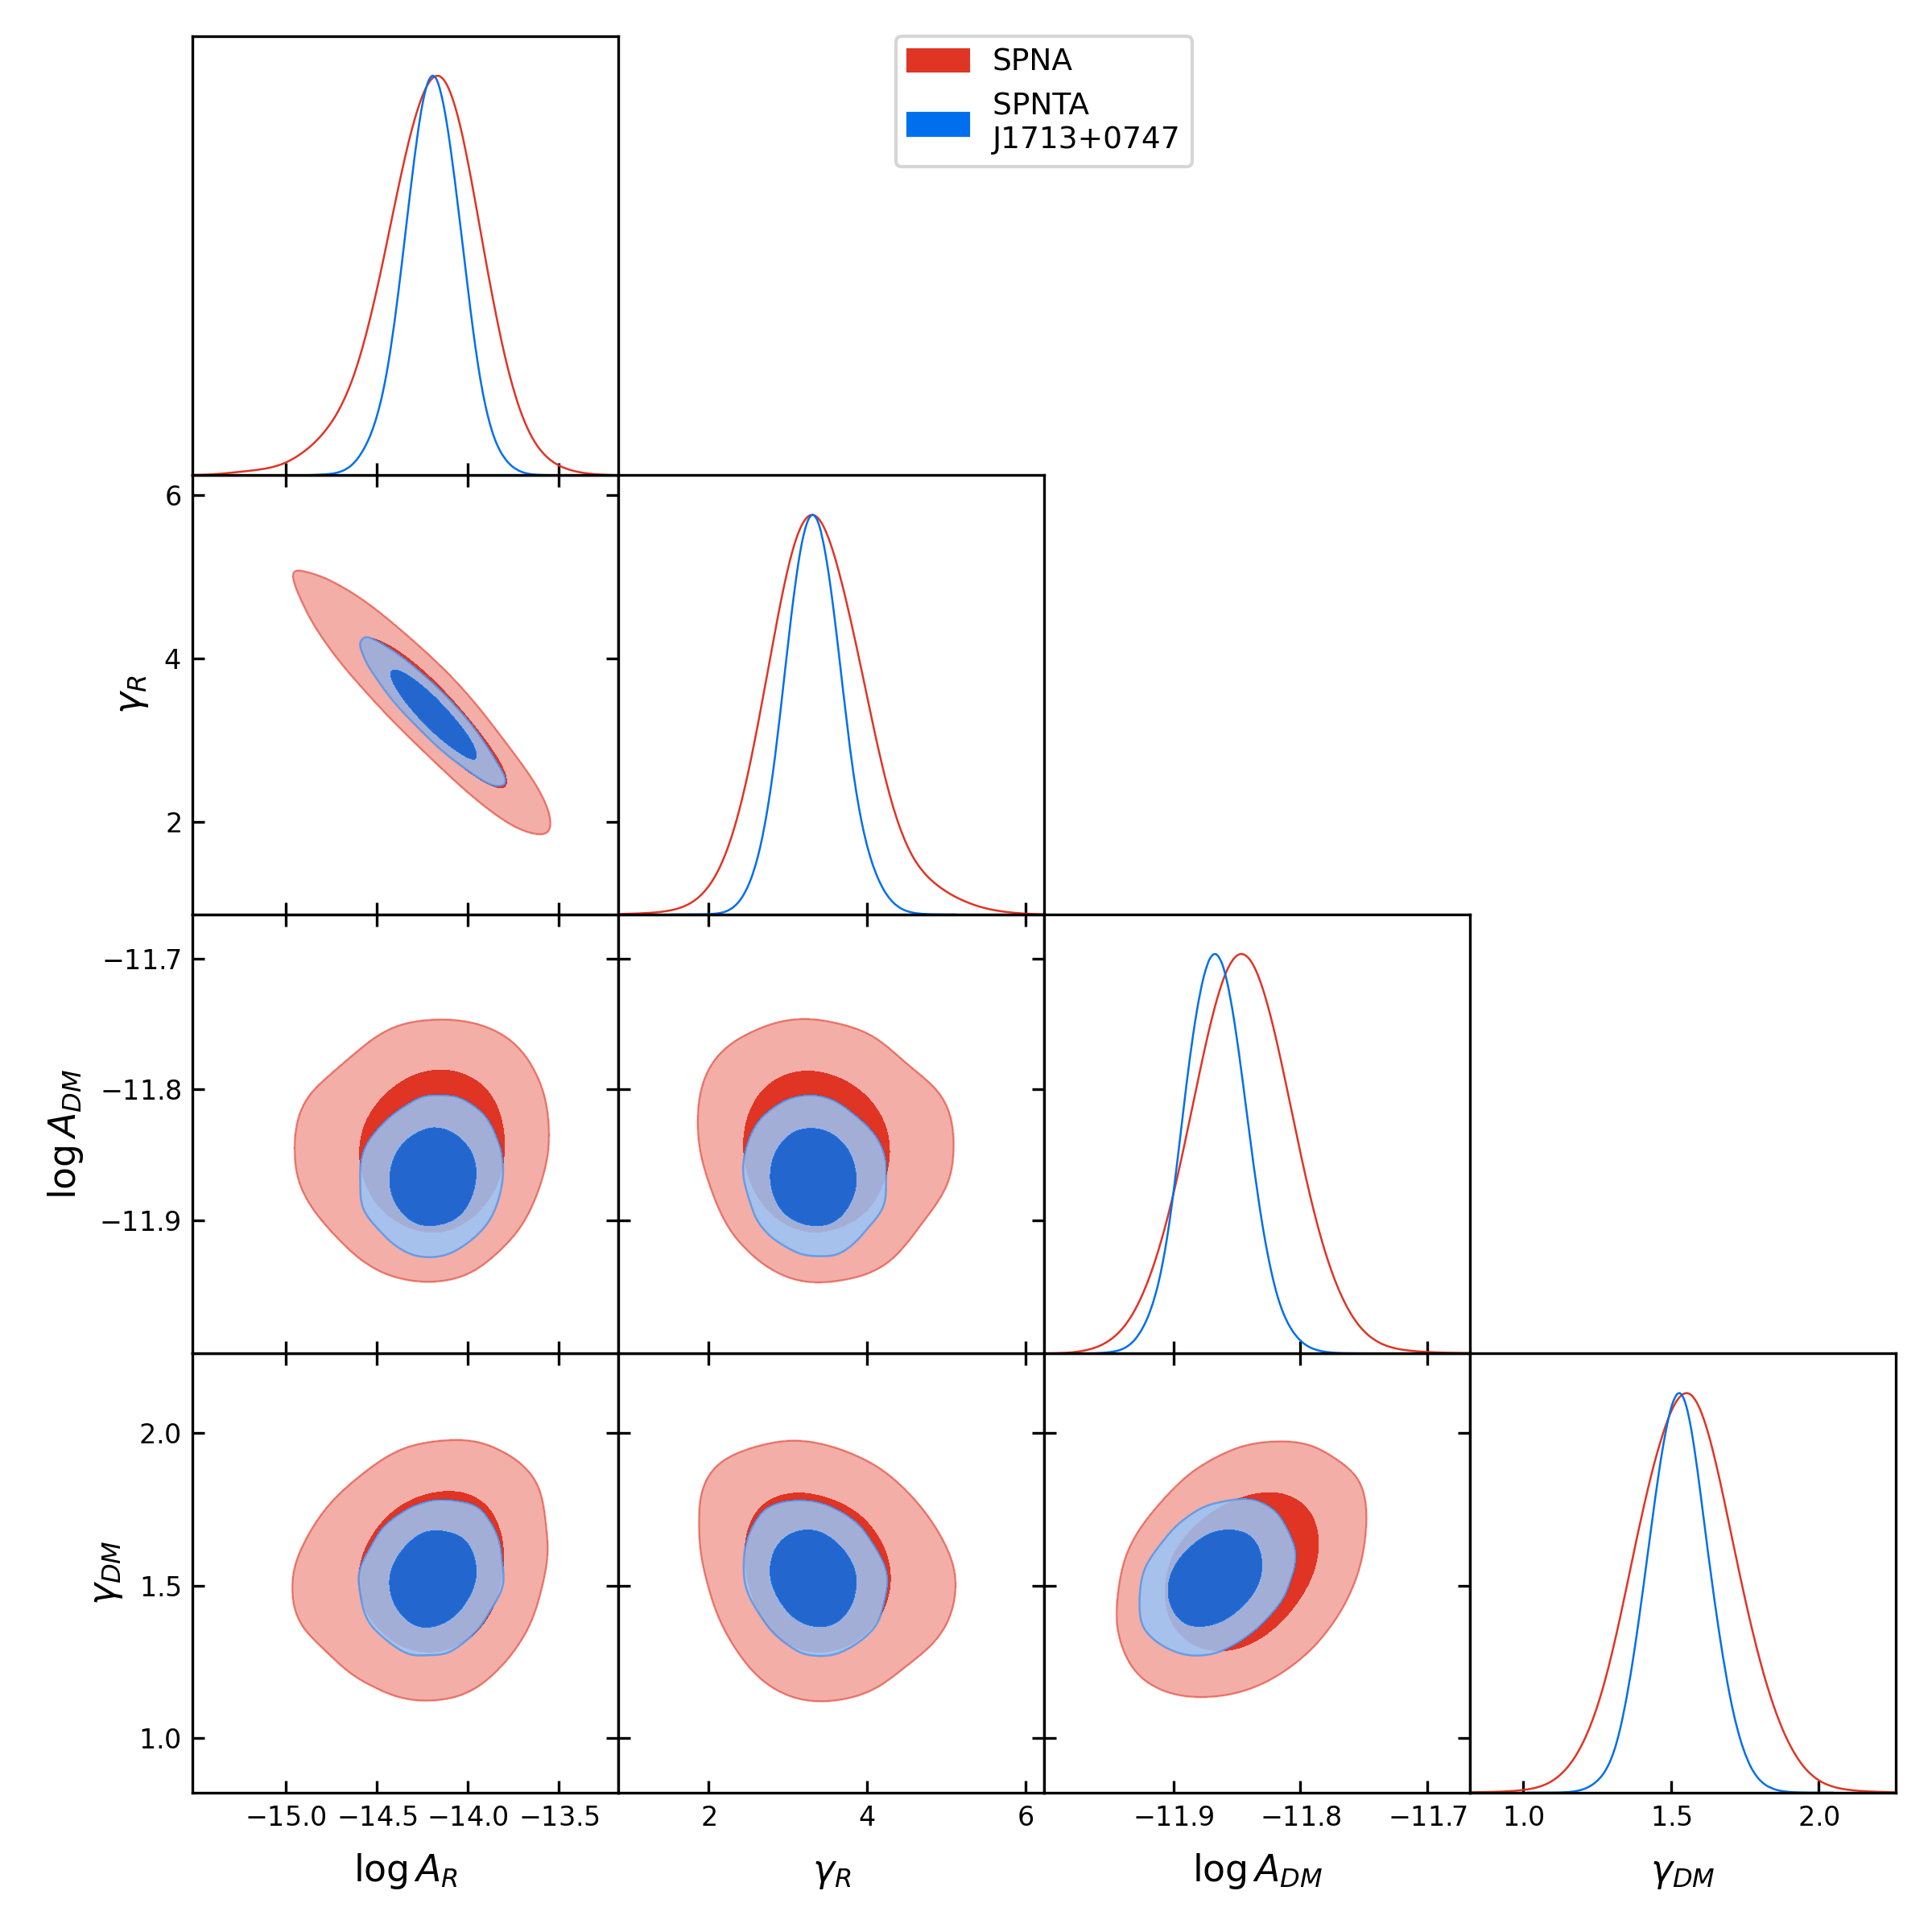 SPNA
SPNTA
J1713+0747
6
4
2
γR
−11.7
−11.8
−11.9
log ADM
2.0
1.5
1.0
γDM
−15.0 −14.5 −14.0 −13.5 2 4 6 −11.9 −11.8 −11.7 1.0 1.5 2.0
log AR γR log ADM γDM